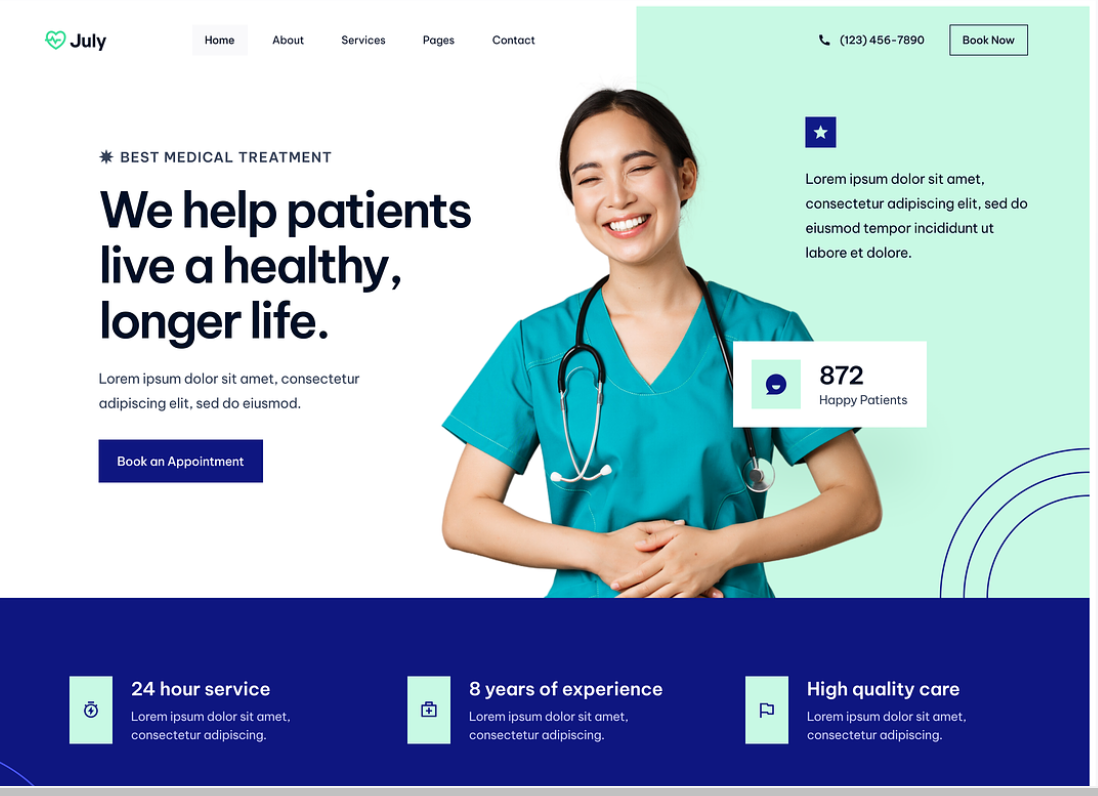 July
Home
About
Services
Pages
Contact
(123) 456-7890
Book Now
BEST MEDICAL TREATMENT
We help patients
live a healthy,
longer life.
Lorem ipsum dolor sit amet, consectetur
adipiscing elit, sed do eiusmod.
Book an Appointment
Lorem ipsum dolor sit amet,
consectetur adipiscing elit, sed do
eiusmod tempor incididunt ut
labore et dolore.
872
Happy Patients
24 hour service
Lorem ipsum dolor sit amet,
consectetur adipiscing.
8 years of experience
Lorem ipsum dolor sit amet,
consectetur adipiscing.
High quality care
Lorem ipsum dolor sit amet,
consectetur adipiscing.